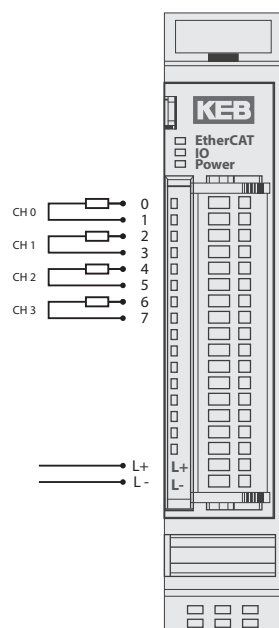 KEB
EtherCAT
IO
Power
CH 0
0
1
CH 1
2
3
CH 2
4
5
CH 3
6
7
L+
L -
L+
L-